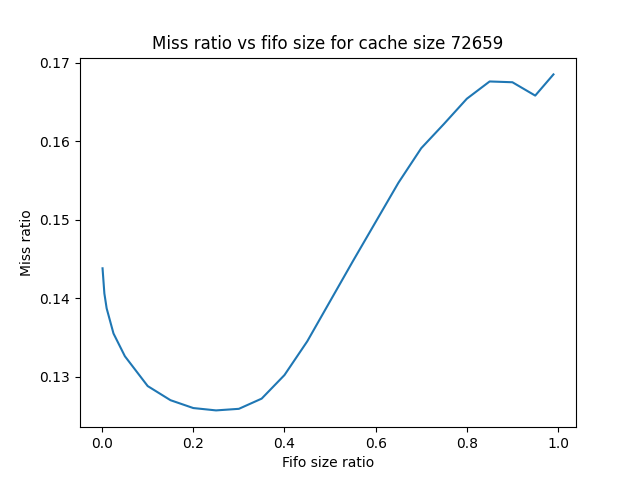 Miss ratio vs fifo size for cache size 72659
0.17
0.16
0.15
0.14
0.13
Miss ratio
0.0 0.2 0.4 0.6 0.8 1.0
Fifo size ratio